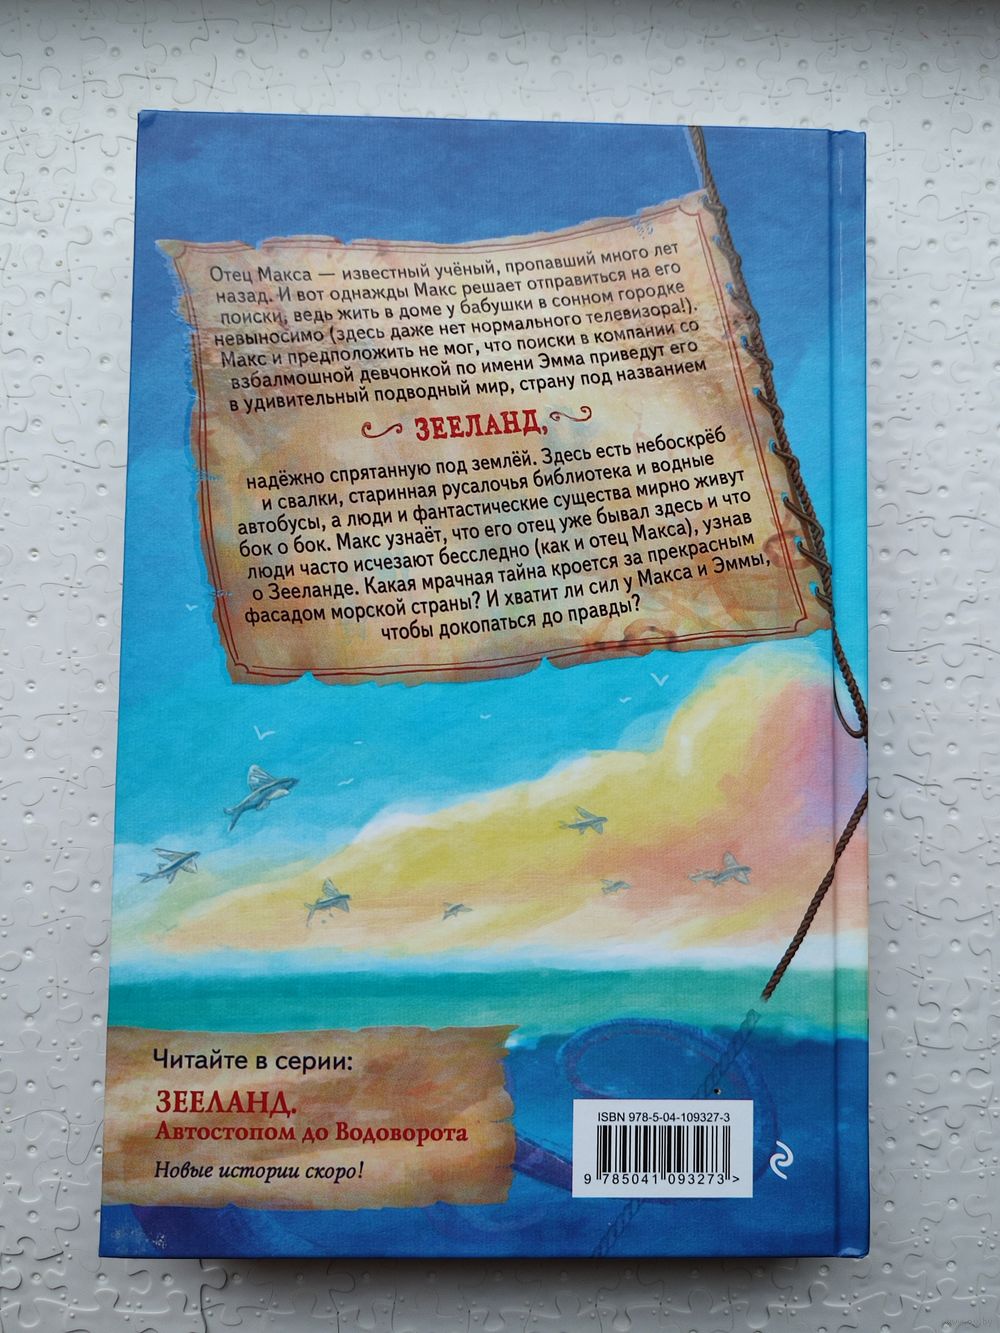 Отец Макса — известный учёный, пропавший много лет
назад. И вот однажды Макс решает отправиться на его
поиски, ведь жить в доме у бабушки в сонном городке
невыносимо (здесь даже нет нормального телевизора!).
Макс и предположить не мог, что поиски в компании со
взбалмошной девчонкой по имени Эмма приведут его
в удивительный подводный мир, страну под названием
ЗЕЕЛАНД,
надёжно спрятанную под землёй. Здесь есть небоскрёб
и свалки, старинная русалочья библиотека и водные
автобусы, а люди и фантастические существа мирно живут
бок о бок. Макс узнаёт, что его отец уже бывал здесь и что
люди часто исчезают бесследно (как и отец Макса), узнав
о Зееланде. Какая мрачная тайна кроется за прекрасным
фасадом морской страны? И хватит ли сил у Макса и Эммы,
чтобы докопаться до правды?
Читайте в серии:
ЗЕЕЛАНД.
Автостопом до Водоворота
Новые истории скоро!
ISBN 978-5-04-109327-3
9 785041 093273 >